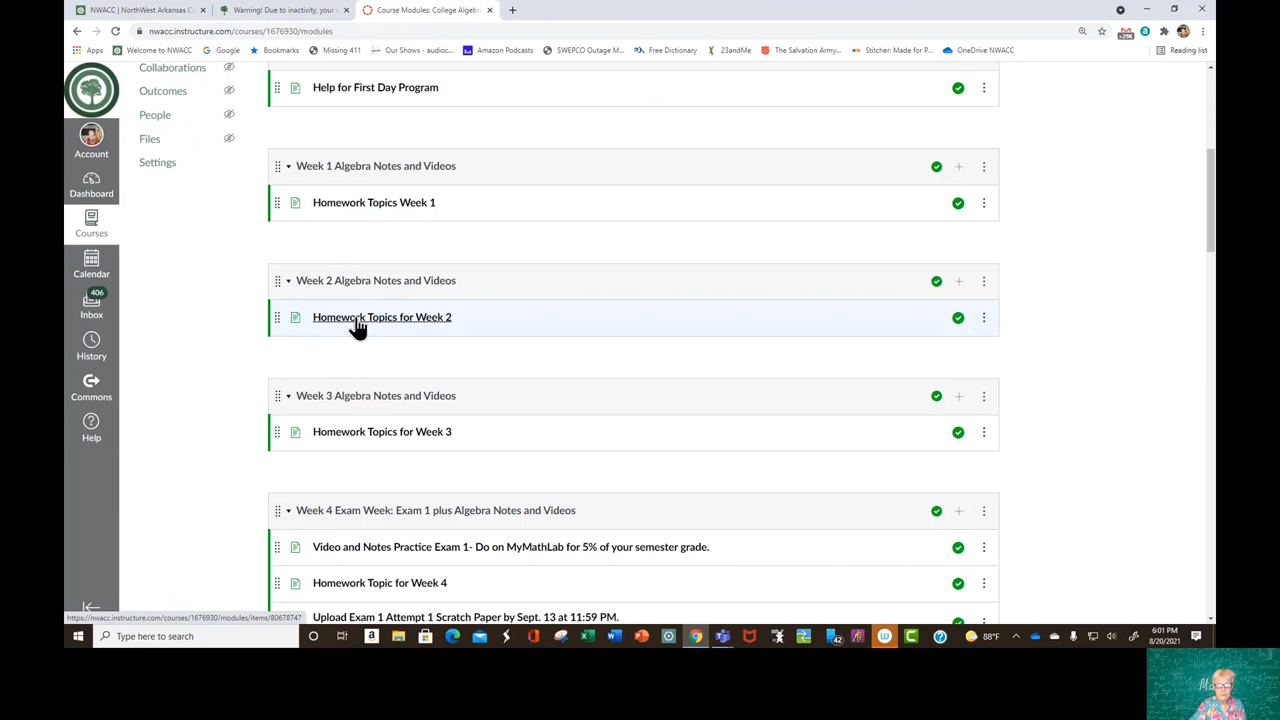 NWACC | NorthWest Arkansas C
Warning! Due to inactivity, your
Course Modules: College Algebr
nwacc.instructure.com/courses/1676930/modules
Apps
Welcome to NWACC
Google
Bookmarks
Missing 411
Our Shows - audioc...
Amazon Podcasts
SWEPCO Outage M...
Free Dictionary
23andMe
The Salvation Army...
Stitcher: Made for P...
OneDrive NWACC
Reading list
Collaborations
Outcomes
People
Files
Settings
Account
Dashboard
Courses
Calendar
406
Inbox
History
Commons
Help
Help for First Day Program
Week 1 Algebra Notes and Videos
Homework Topics Week 1
Week 2 Algebra Notes and Videos
Homework Topics for Week 2
Week 3 Algebra Notes and Videos
Homework Topics for Week 3
Week 4 Exam Week: Exam 1 plus Algebra Notes and Videos
Video and Notes Practice Exam 1- Do on MyMathLab for 5% of your semester grade.
Homework Topic for Week 4
Upload Exam 1 Attempt 1 Scratch Paper by Sept. 13 at 11:59 PM.
https://nwacc.instructure.com/courses/1676930/modules/items/80678747
Type here to search
42
88°F
6:01 PM
8/20/2021